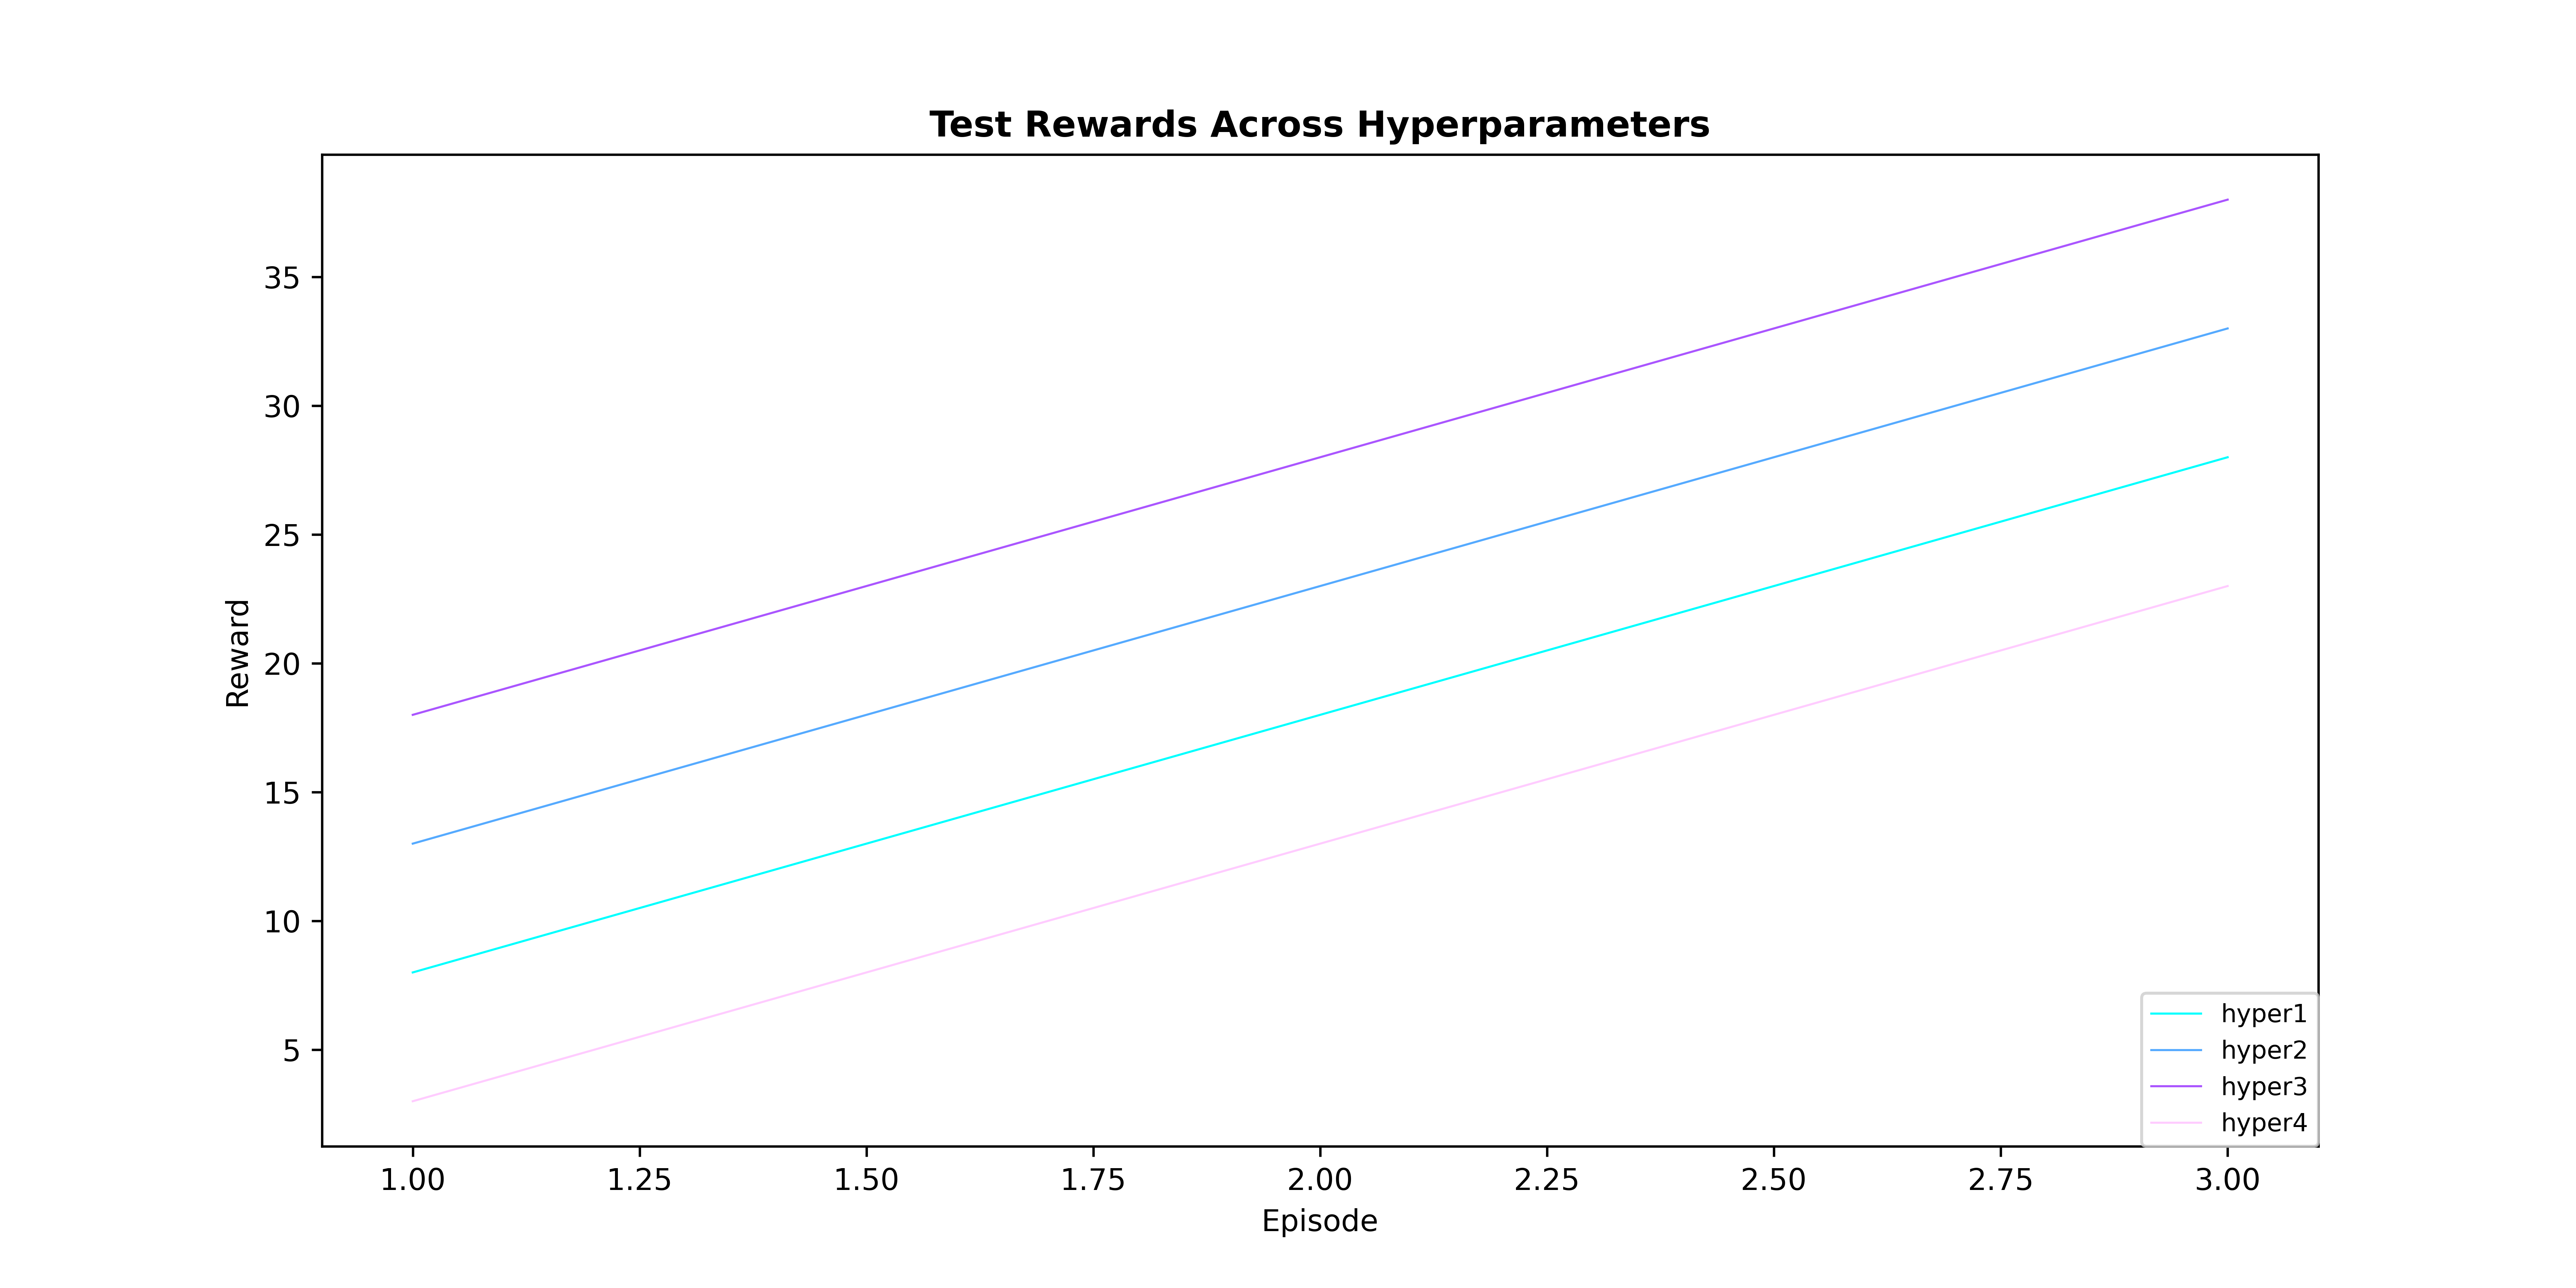 Test Rewards Across Hyperparameters
Reward
35
30
25
20
15
10
5
hyper1
hyper2
hyper3
hyper4
1.00 1.25 1.50 1.75 2.00 2.25 2.50 2.75 3.00
Episode